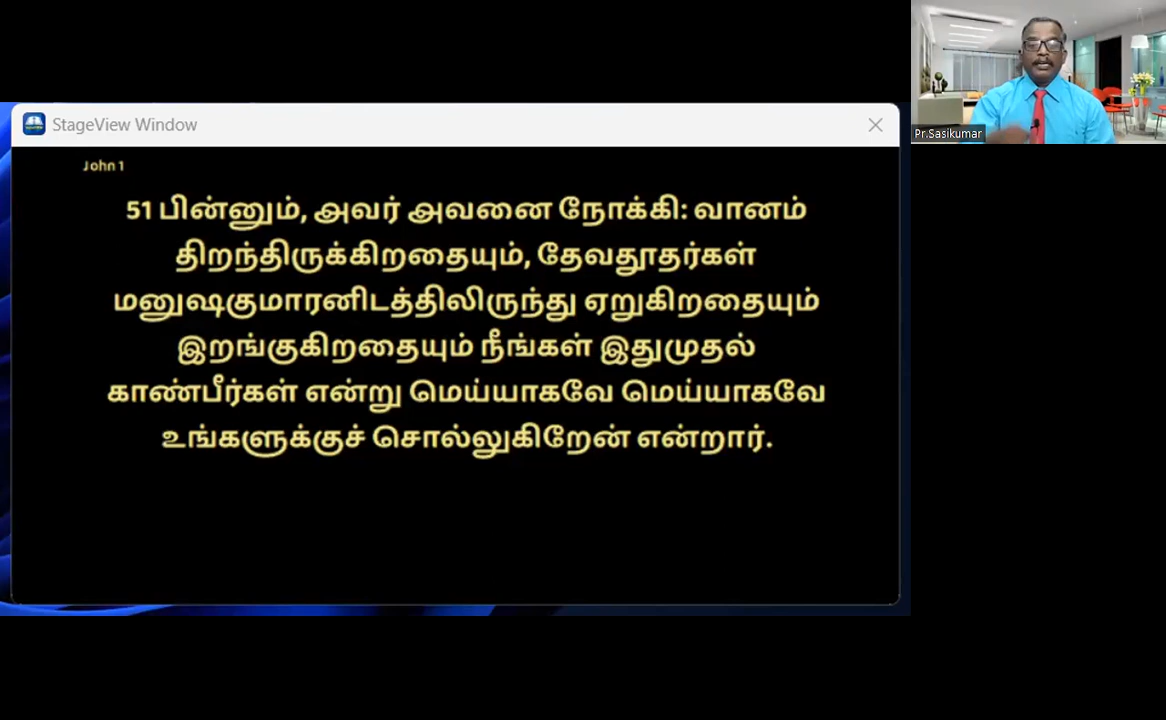 StageView Window
John 1
51 பின்னும், அவர் அவனை நோக்கி: வானம்
திறந்திருக்கிறதையும், தேவதூதர்கள்
மனுஷகுமாரனிடத்திலிருந்து ஏறுகிறதையும்
இறங்குகிறதையும் நீங்கள் இதுமுதல்
காண்பீர்கள் என்று மெய்யாகவே மெய்யாகவே
உங்களுக்குச் சொல்லுகிறேன் என்றார்.
Pr.Sasikumar